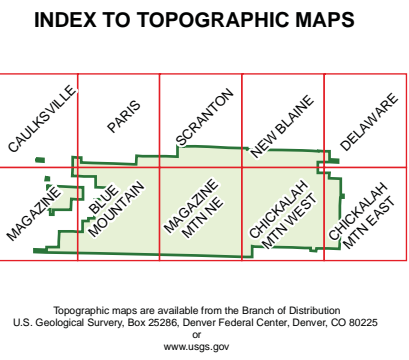 INDEX TO TOPOGRAPHIC MAPS
CAULKSVILLE
PARIS
SCRANTON
NEW BLAINE
DELAWARE
MAGAZINE
BLUE
MOUNTAIN
MAGAZINE
MTN NE
CHICKALAH
MTN WEST
CHICKALAH
MTN EAST
Topographic maps are available from the Branch of Distribution
U.S. Geological Survery, Box 25286, Denver Federal Center, Denver, CO 80225
or
www.usgs.gov